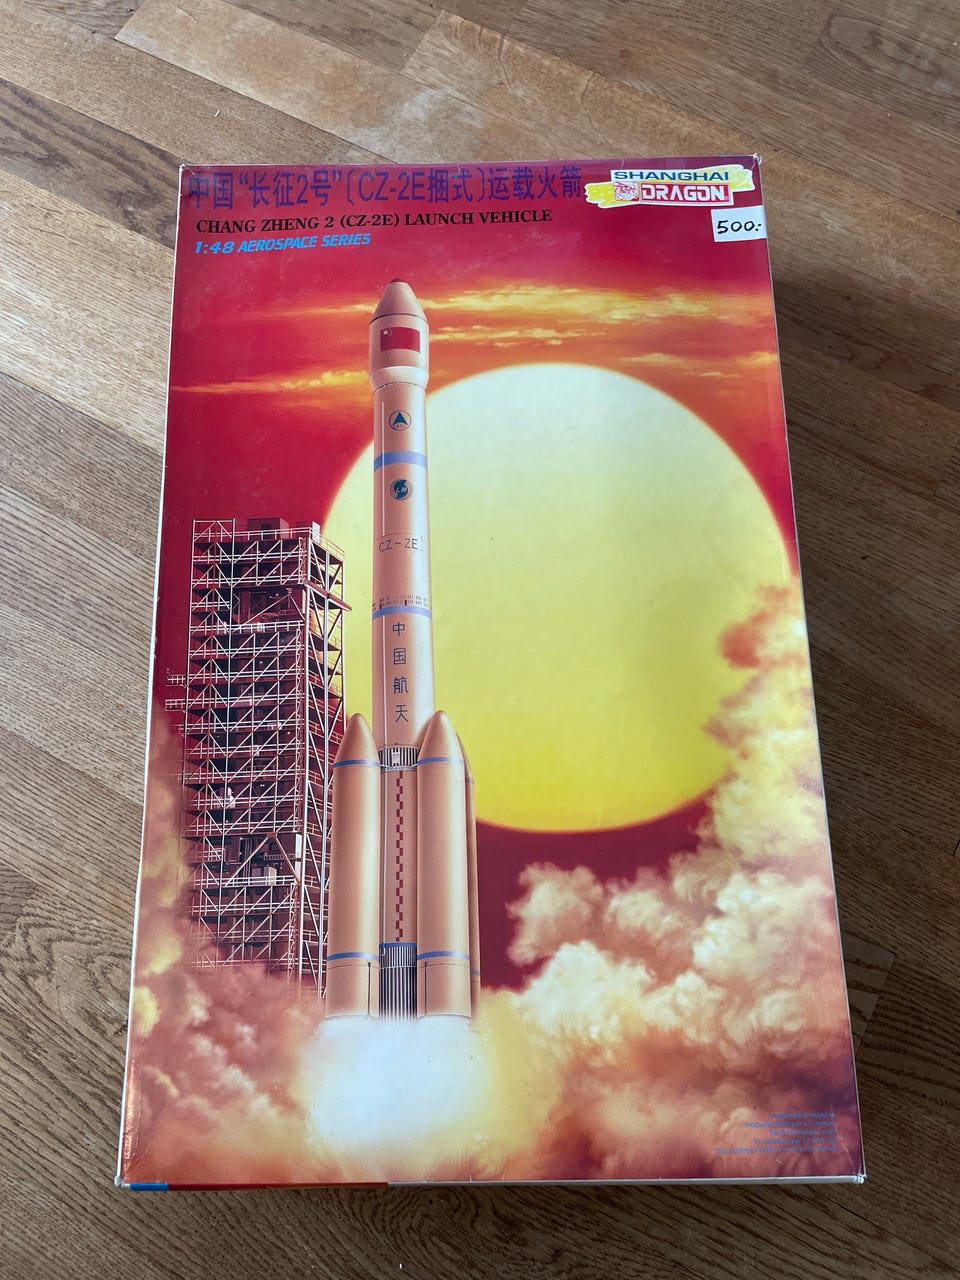 中国“长征2号”〔CZ-2E捆式〕运载火箭
SHANGHAI
DRAGON
CHANG ZHENG 2 (CZ-2E) LAUNCH VEHICLE
500:-
1:48 AEROSPACE SERIES
LM
CZ-2E
中
国
航
天